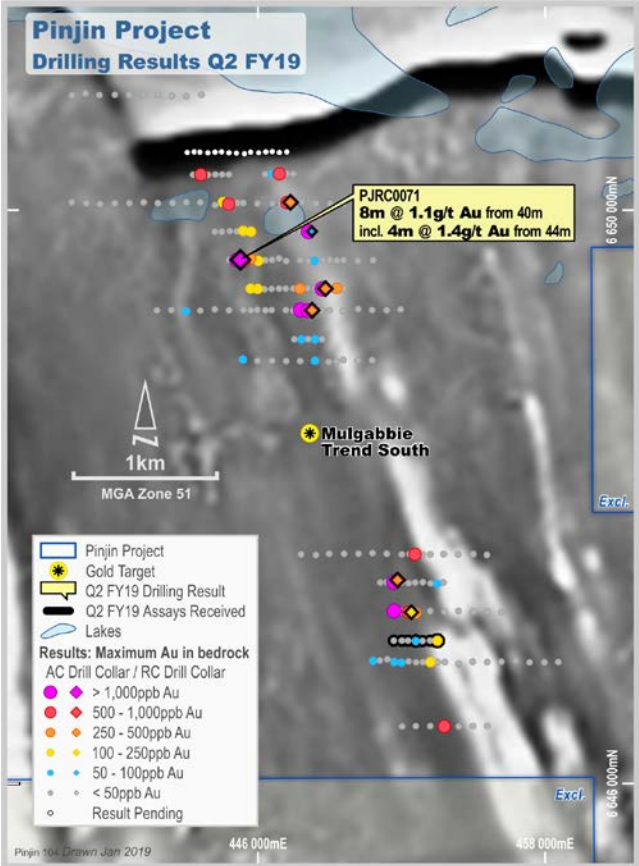 Pinjin Project
Drilling Results Q2 FY19
PJRC0071
8m @ 1.1g/t Au from 40m
incl. 4m @ 1.4g/t Au from 44m
6 650 000mN
N
1km
MGA Zone 51
Mulgabbie
Trend South
Excl.
Pinjin Project
Gold Target
Q2 FY19 Drilling Result
Q2 FY19 Assays Received
Lakes
Results: Maximum Au in bedrock
AC Drill Collar / RC Drill Collar
> 1,000ppb Au
500 - 1,000ppb Au
250 - 500ppb Au
100 - 250ppb Au
50 - 100ppb Au
< 50ppb Au
Result Pending
Excl.
6 646 000mN
Pinjin 104 Drawn Jan 2019
446 000mE
458 000mE